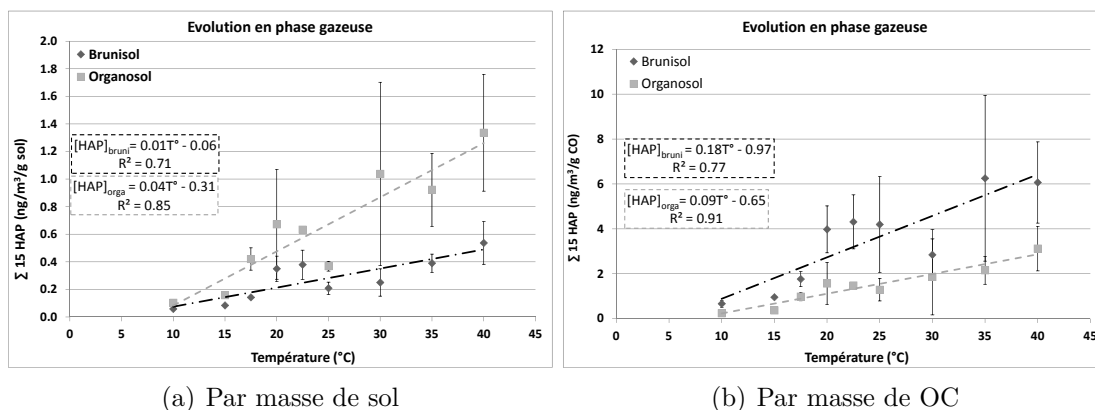 Evolution en phase gazeuse
∑ 15 HAP (ng/m³/g sol)
2.0
1.8
1.6
1.4
1.2
1.0
0.8
0.6
0.4
0.2
0.0
Brunisol
Organosol
[HAP]bruni = 0.01T° - 0.06
R² = 0.71
[HAP]orga = 0.04T° - 0.31
R² = 0.85
0 5 10 15 20 25 30 35 40 45
Température (°C)
(a) Par masse de sol
Evolution en phase gazeuse
∑ 15 HAP (ng/m³/g CO)
12
10
8
6
4
2
0
Brunisol
Organosol
[HAP]bruni = 0.18T° - 0.97
R² = 0.77
[HAP]orga = 0.09T° - 0.65
R² = 0.91
0 5 10 15 20 25 30 35 40 45
Température (°C)
(b) Par masse de OC